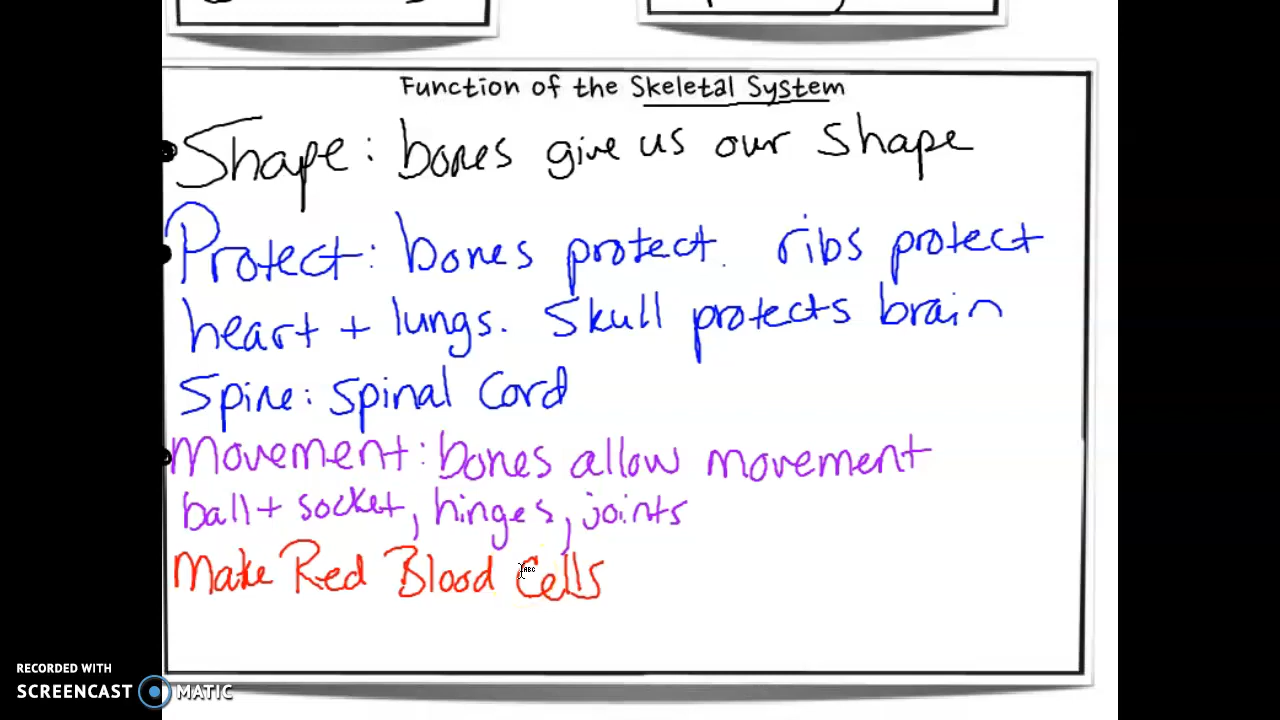 Function of the Skeletal System
Shape: bones give us our shape
Protect: bones protect. ribs protect
heart + lungs. Skull protects brain
Spine: Spinal Cord
Movement: bones allow movement
ball + socket, hinges, joints
Make Red Blood Cells
ABC
RECORDED WITH
SCREENCAST MATIC